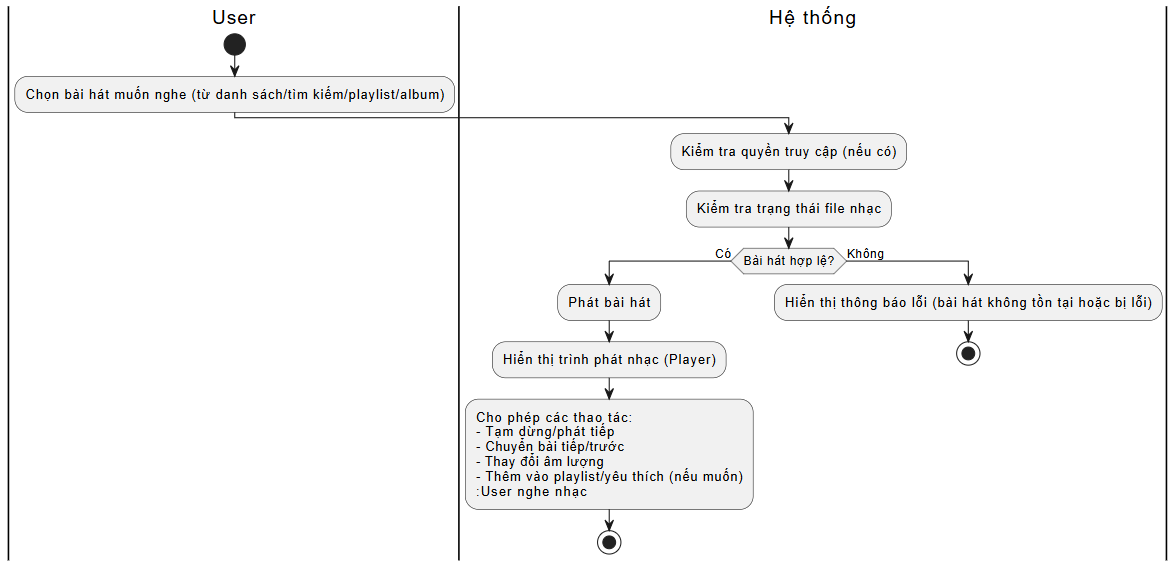 User
Hệ thống
Chọn bài hát muốn nghe (từ danh sách/tìm kiếm/playlist/album)
Kiểm tra quyền truy cập (nếu có)
Kiểm tra trạng thái file nhạc
Có
Bài hát hợp lệ?
Không
Phát bài hát
Hiển thị thông báo lỗi (bài hát không tồn tại hoặc bị lỗi)
Hiển thị trình phát nhạc (Player)
Cho phép các thao tác:
- Tạm dừng/phát tiếp
- Chuyển bài tiếp/trước
- Thay đổi âm lượng
- Thêm vào playlist/yêu thích (nếu muốn)
:User nghe nhạc